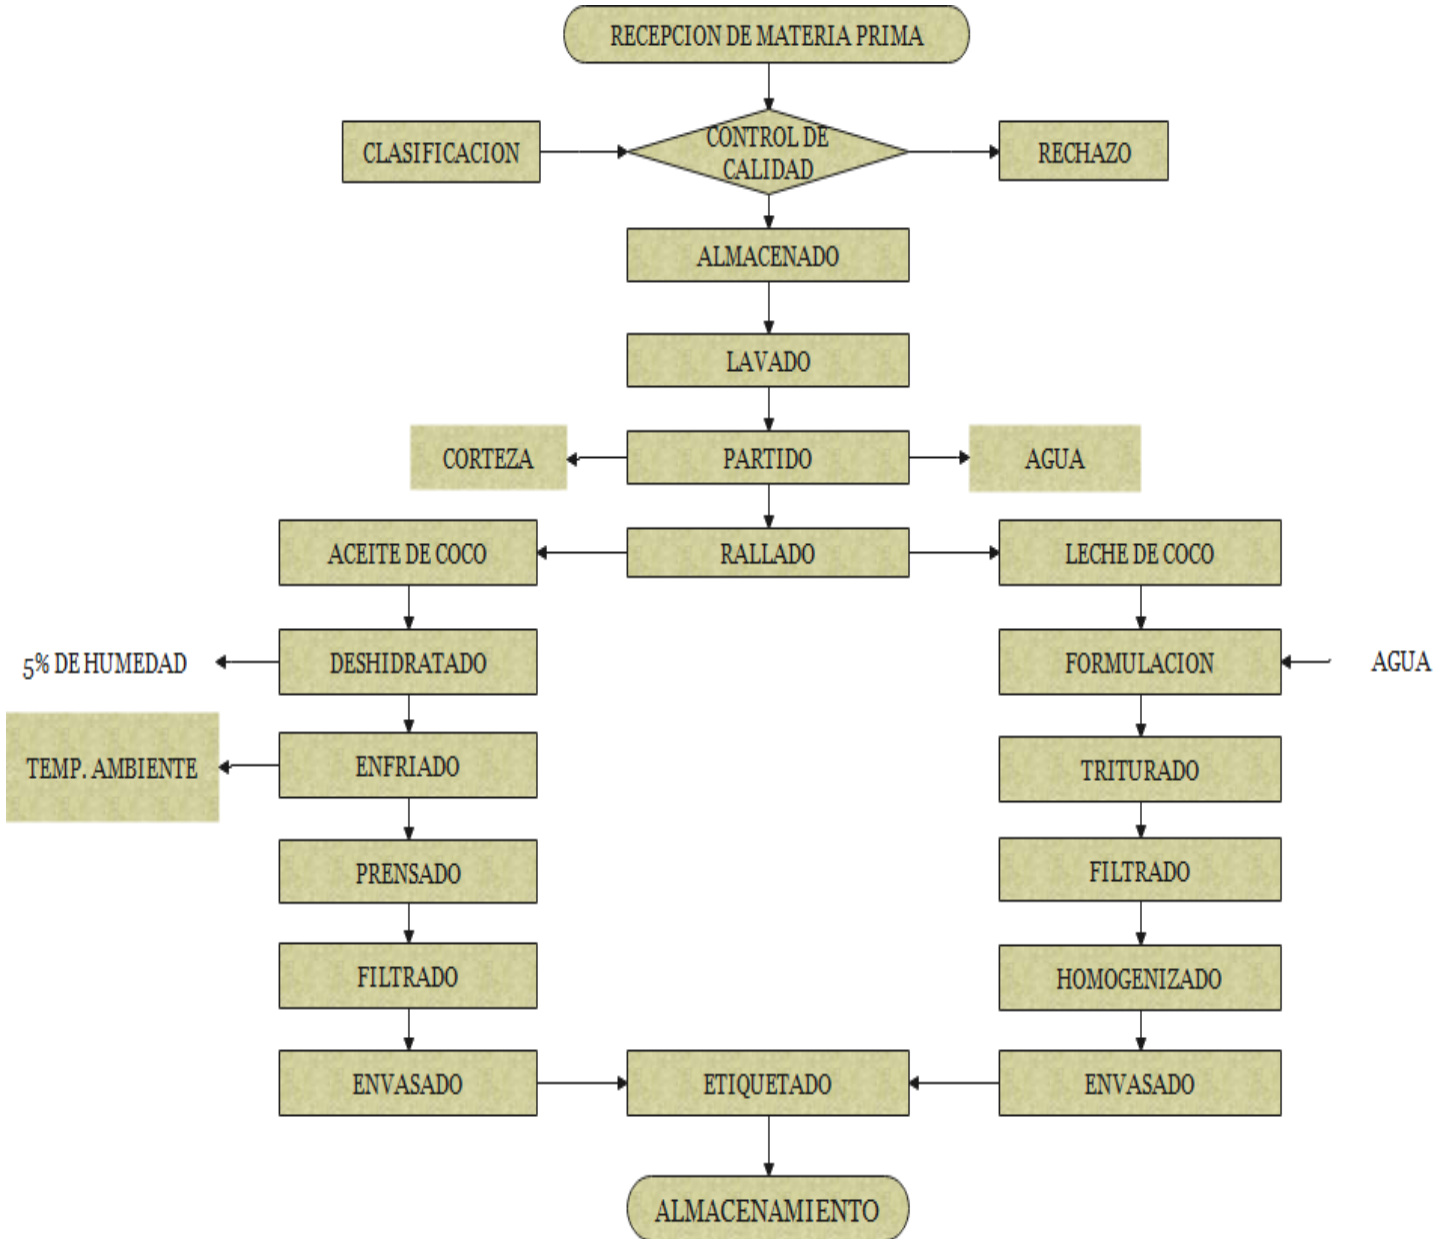 RECEPCION DE MATERIA PRIMA
CLASIFICACION
CONTROL DE
CALIDAD
RECHAZO
ALMACENADO
LAVADO
CORTEZA
PARTIDO
AGUA
ACEITE DE COCO
RALLADO
LECHE DE COCO
5% DE HUMEDAD
DESHIDRATADO
FORMULACION
AGUA
TEMP. AMBIENTE
ENFRIADO
TRITURADO
PRENSADO
FILTRADO
FILTRADO
HOMOGENIZADO
ENVASADO
ETIQUETADO
ENVASADO
ALMACENAMIENTO